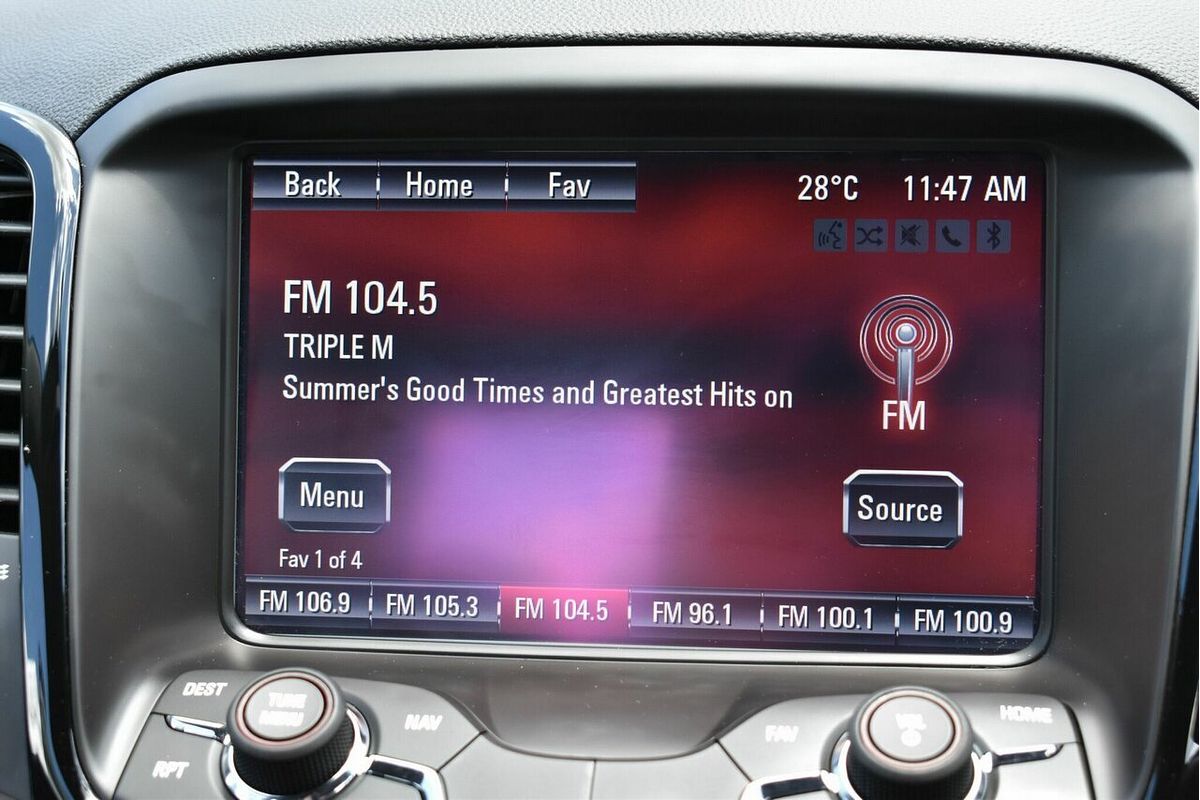 Back Home Fav 28°C 11:47 AM
FM 104.5
TRIPLE M
Summer's Good Times and Greatest Hits on
FM
Menu
Source
Fav 1 of 4
FM 106.9 FM 105.3 FM 104.5 FM 96.1 FM 100.1 FM 100.9
DEST TUNE MENU NAV FAV VOL HOME
RPT